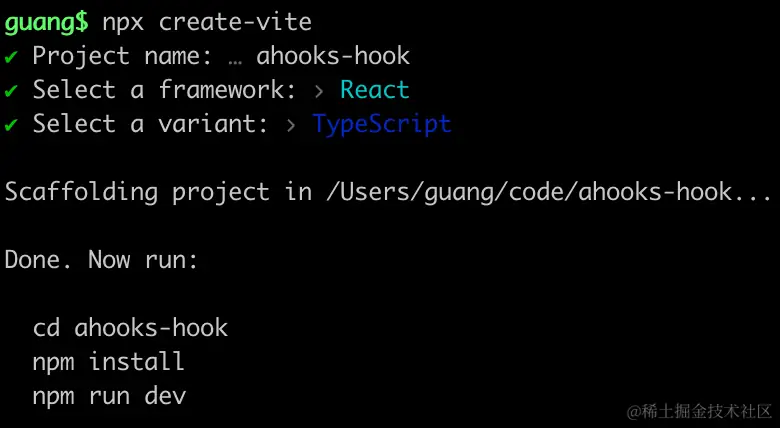 guang$ npx create-vite
✔ Project name: … ahooks-hook
✔ Select a framework: › React
✔ Select a variant: › TypeScript
Scaffolding project in /Users/guang/code/ahooks-hook...
Done. Now run:
cd ahooks-hook
npm install
npm run dev
@稀土掘金技术社区